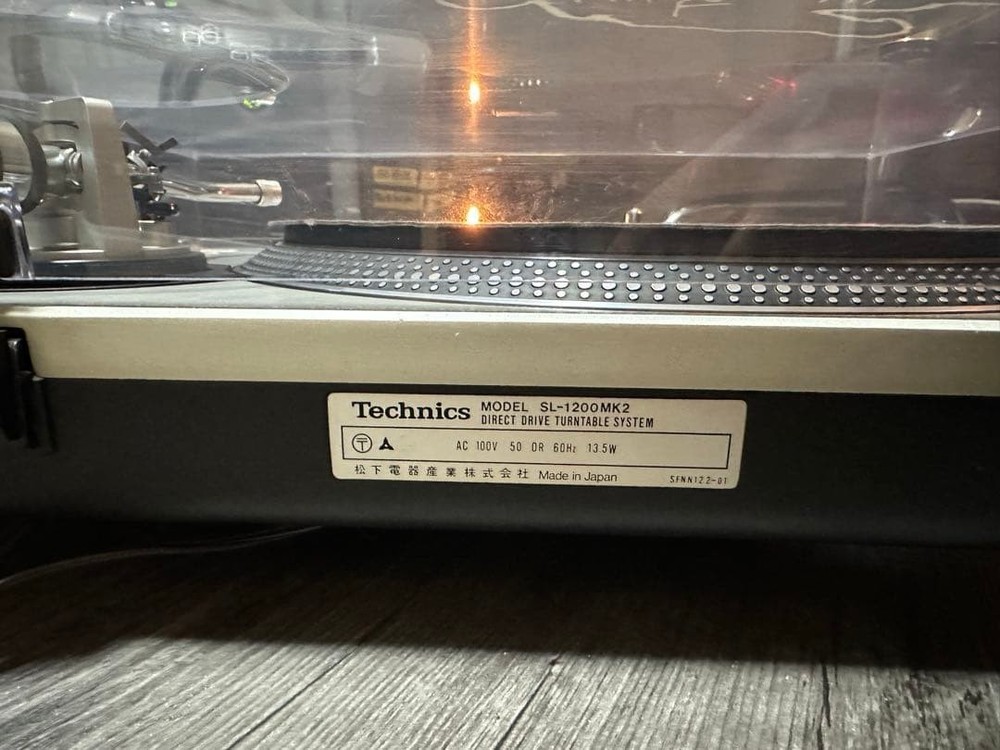 Technics MODEL SL-1200MK2
DIRECT DRIVE TURNTABLE SYSTEM
〒 AC 100V 50 OR 60Hz 13.5W
松下電器産業株式会社 Made in Japan SFNN122-01